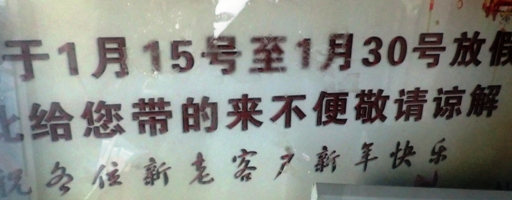 于1月15号至1月30号放假
此给您带的来不便敬请谅解
祝各位新老客户新年快乐